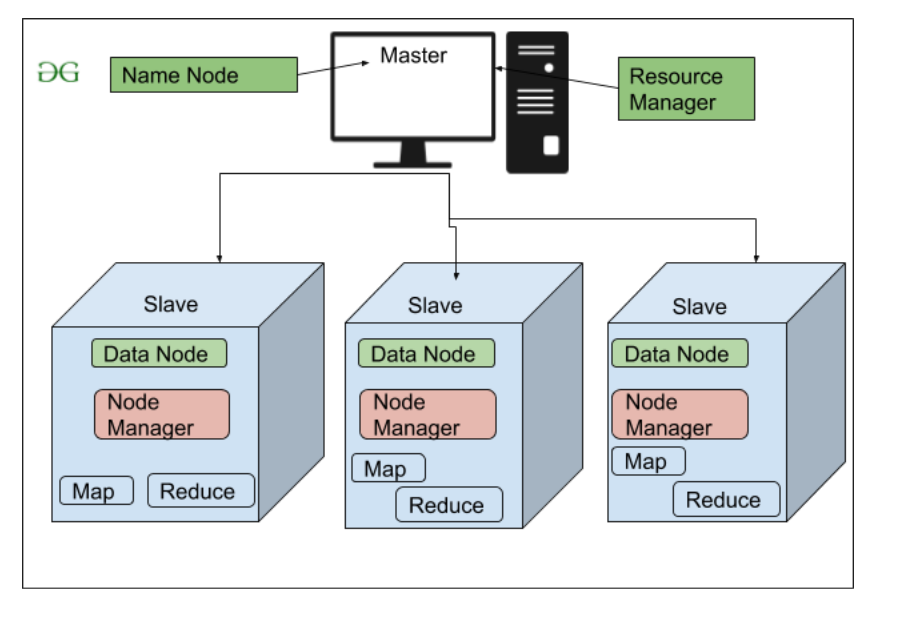 Master
Name Node
Resource
Manager
Slave
Data Node
Node
Manager
Map
Reduce
Slave
Data Node
Node
Manager
Map
Reduce
Slave
Data Node
Node
Manager
Map
Reduce